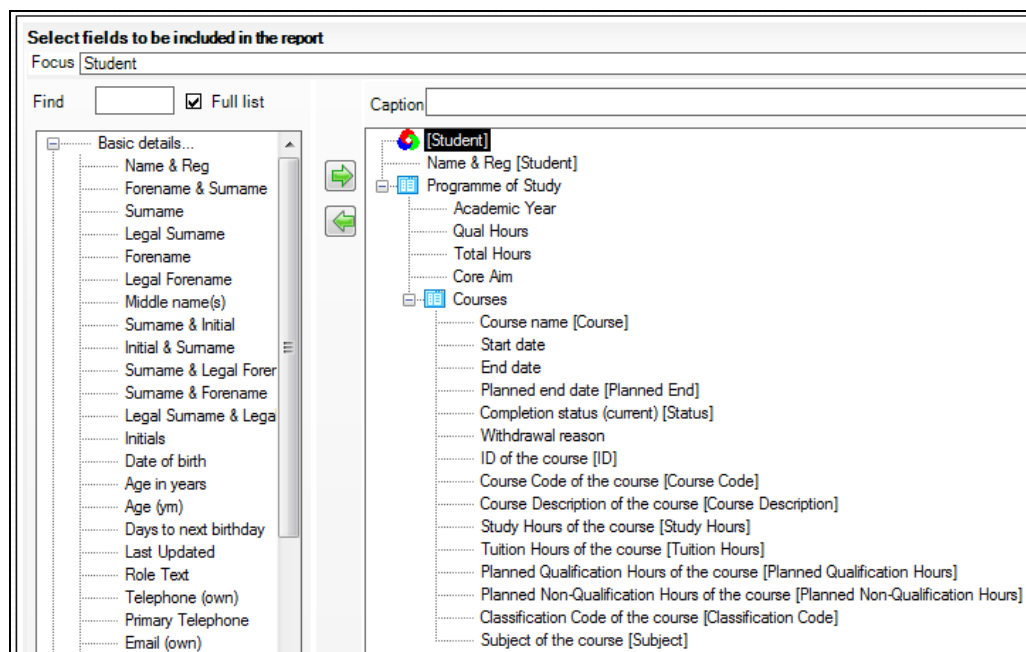 Select fields to be included in the report
Focus Student
Find
Full list
Caption
Basic details...
Name & Reg
Forename & Surname
Surname
Legal Surname
Forename
Legal Forename
Middle name(s)
Surname & Initial
Initial & Surname
Surname & Legal Forer
Surname & Forename
Legal Surname & Lega
Initials
Date of birth
Age in years
Age (ym)
Days to next birthday
Last Updated
Role Text
Telephone (own)
Primary Telephone
Email (own)
[Student]
Name & Reg [Student]
Programme of Study
Academic Year
Qual Hours
Total Hours
Core Aim
Courses
Course name [Course]
Start date
End date
Planned end date [Planned End]
Completion status (current) [Status]
Withdrawal reason
ID of the course [ID]
Course Code of the course [Course Code]
Course Description of the course [Course Description]
Study Hours of the course [Study Hours]
Tuition Hours of the course [Tuition Hours]
Planned Qualification Hours of the course [Planned Qualification Hours]
Planned Non-Qualification Hours of the course [Planned Non-Qualification Hours]
Classification Code of the course [Classification Code]
Subject of the course [Subject]